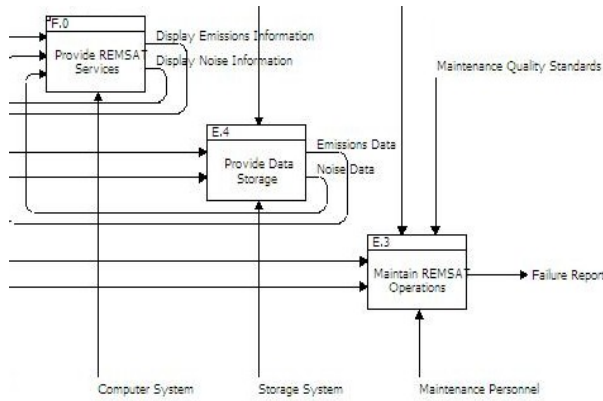 F.0
Provide REMSAT
Services
Display Emissions Information
Display Noise Information
Maintenance Quality Standards
E.4
Provide Data
Storage
Emissions Data
Noise Data
E.3
Maintain REMSAT
Operations
Failure Report
Computer System
Storage System
Maintenance Personnel